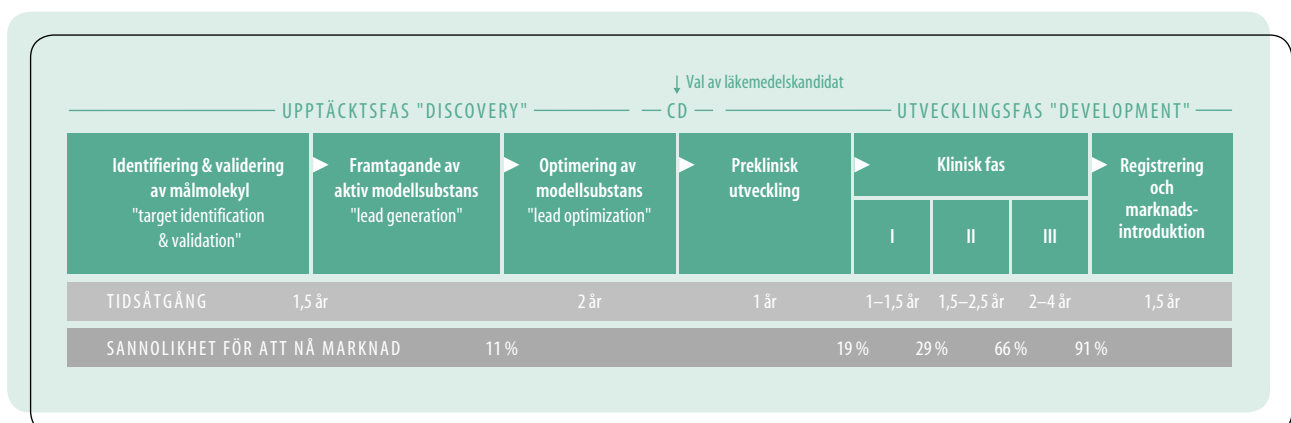 ↓ Val av läkemedelskandidat
UPPTÄCKTSFAS "DISCOVERY"
CD
UTVECKLINGSFAS "DEVELOPMENT"
Identifiering & validering
av målmolekyl
"target identification
& validation"
Framtagande av
aktiv modellsubstans
"lead generation"
Optimering av
modellsubstans
"lead optimization"
Preklinisk
utveckling
Klinisk fas
I
II
III
Registrering
och
marknads-
introduktion
TIDSÅTGÅNG 1,5 år 2 år 1 år 1–1,5 år 1,5–2,5 år 2–4 år 1,5 år
SANNOLIKHET FÖR ATT NÅ MARKNAD 11 % 19 % 29 % 66 % 91 %